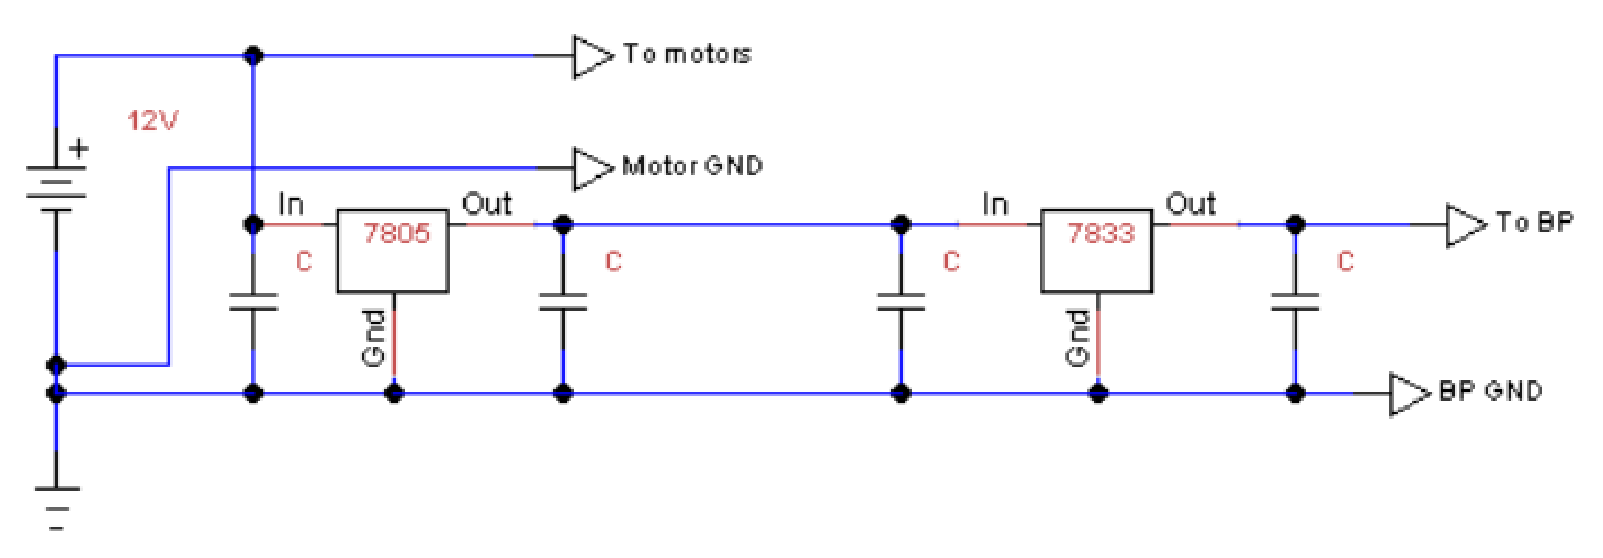 To motors
12V
+
Motor GND
In
Out
In
Out
To BP
7805
7833
C
C
C
C
Gnd
Gnd
BP GND